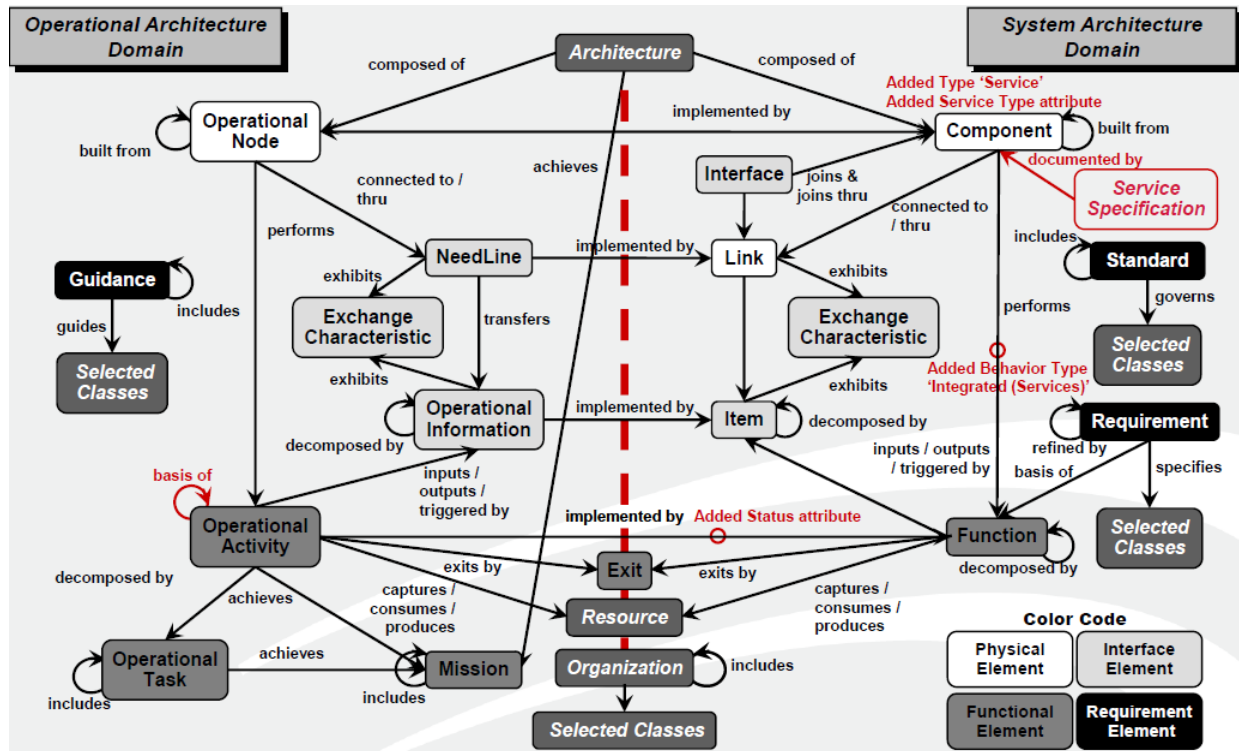 Operational Architecture
Domain
System Architecture
Domain
Architecture
composed of
composed of
Added Type ‘Service’
Added Service Type attribute
Operational
Node
built from
implemented by
Component
built from
achieves
documented by
Interface
joins &
joins thru
Service
Specification
connected to /
thru
connected to
/ thru
performs
NeedLine
implemented by
Link
includes
Standard
Guidance
includes
exhibits
exhibits
governs
guides
Exchange
Characteristic
transfers
Exchange
Characteristic
performs
Selected
Classes
Selected
Classes
exhibits
exhibits
Added Behavior Type
‘Integrated (Services)’
Operational
Information
decomposed by
implemented by
Item
decomposed by
Requirement
refined by
inputs /
outputs /
triggered by
inputs / outputs
/ triggered by
basis of
specifies
basis of
Operational
Activity
implemented by
Added Status attribute
Function
decomposed by
Selected
Classes
exits by
Exit
exits by
decomposed by
achieves
captures /
consumes /
produces
Resource
captures /
consumes /
produces
Operational
Task
includes
achieves
Mission
includes
Organization
includes
Selected Classes
Color Code
Physical
Element
Interface
Element
Functional
Element
Requirement
Element